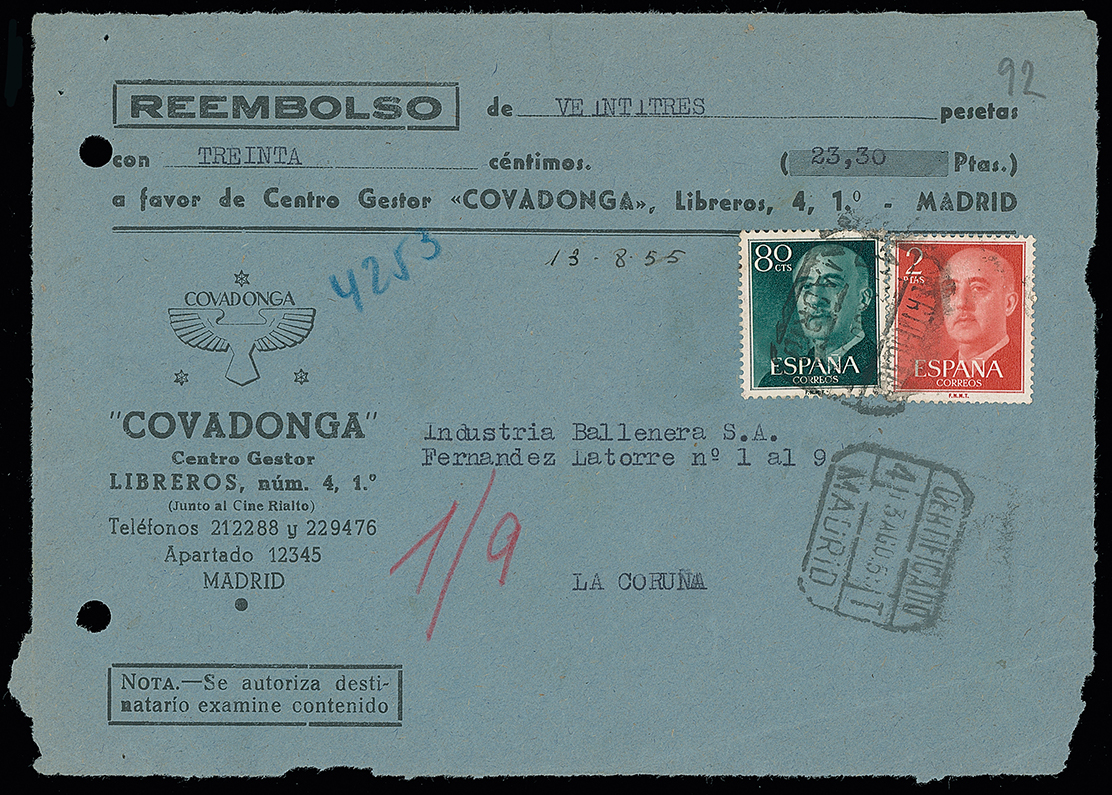 92
REEMBOLSO de VEINTITRES pesetas
con TREINTA céntimos. ( 23,30 Ptas.)
a favor de Centro Gestor «COVADONGA», Libreros, 4, 1.º - MADRID
4253
13-8-55
80 CTS
ESPAÑA
CORREOS
2 PTAS
ESPAÑA
CORREOS
F.N.M.T.
COVADONGA
"COVADONGA"
Centro Gestor
LIBREROS, núm. 4, 1.º
(Junto al Cine Rialto)
Teléfonos 212288 y 229476
Apartado 12345
MADRID
Industria Ballenera S.A.
Fernandez Latorre nº 1 al 9
LA CORUÑA
1/9
CERTIFICADO
MADRID
NOTA.—Se autoriza desti-
natario examine contenido